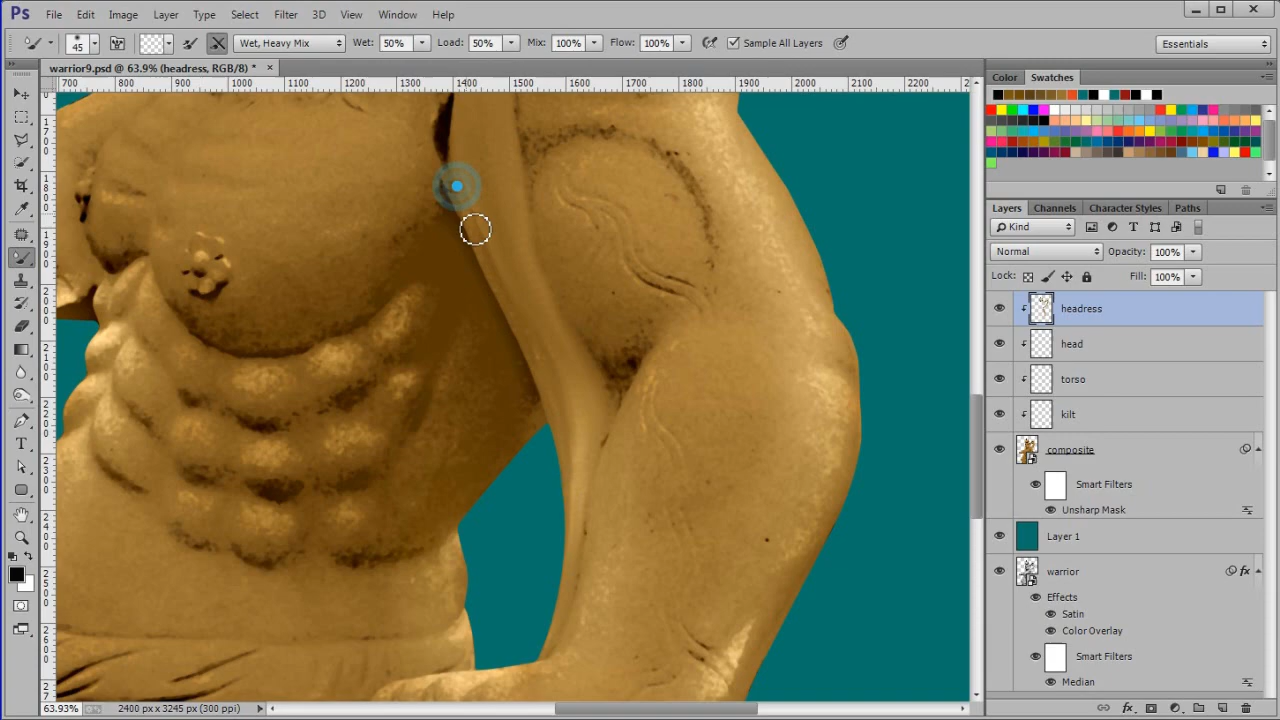 Ps File Edit Image Layer Type Select Filter 3D View Window Help
45 Wet, Heavy Mix Wet: 50% Load: 50% Mix: 100% Flow: 100% Sample All Layers Essentials
warrior9.psd @ 63.9% (headress, RGB/8) * ×
Color Swatches
700 800 900 1000 1100 1200 1300 1400 1500 1600 1700 1800 1900 2000 2100
Layers Channels Character Styles Paths
Kind
Normal Opacity: 100%
Lock: Fill: 100%
headress
head
torso
kilt
composite
Smart Filters
Unsharp Mask
Layer 1
warrior
fx
Effects
Satin
Color Overlay
Smart Filters
Median
63.93% 2400 px x 3245 px (300 ppi)
fx